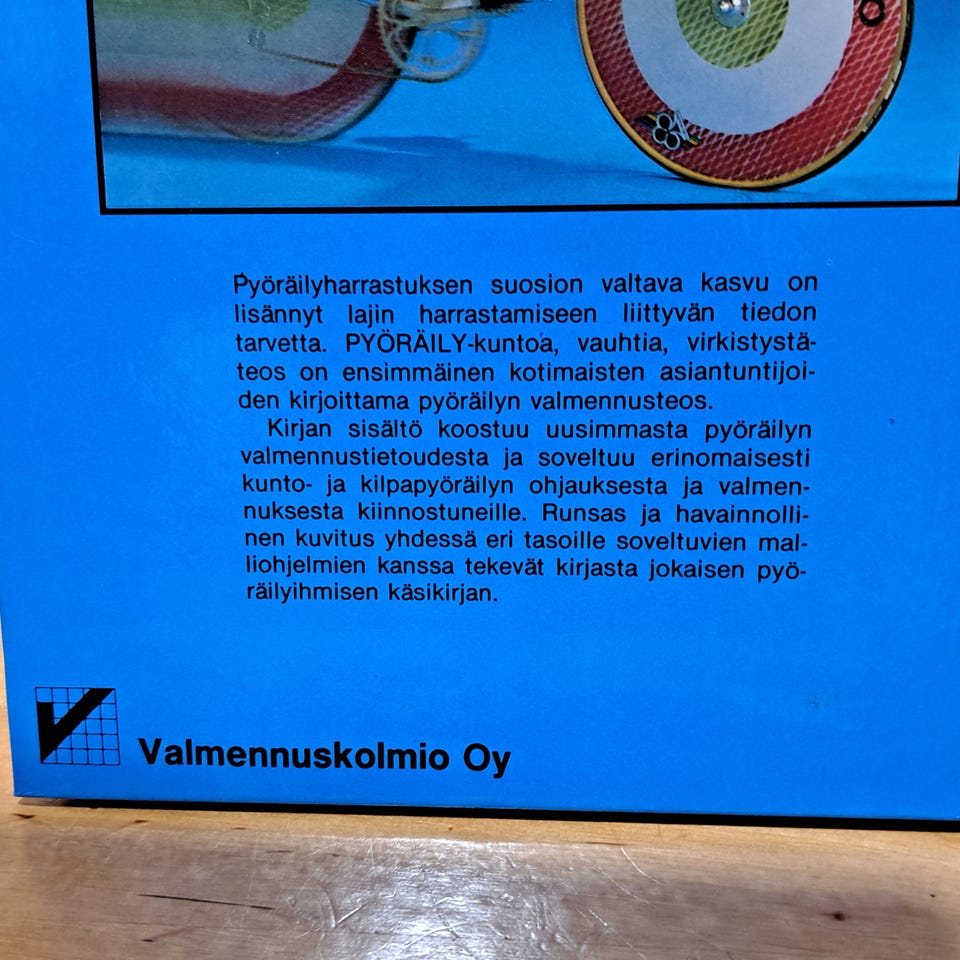 Pyöräilyharrastuksen suosion valtava kasvu on
lisännyt lajin harrastamiseen liittyvän tiedon
tarvetta. PYÖRÄILY-kuntoa, vauhtia, virkistystä-
teos on ensimmäinen kotimaisten asiantuntijoi-
den kirjoittama pyöräilyn valmennusteos.
Kirjan sisältö koostuu uusimmasta pyöräilyn
valmennustietoudesta ja soveltuu erinomaisesti
kunto- ja kilpapyöräilyn ohjauksesta ja valmen-
nuksesta kiinnostuneille. Runsas ja havainnolli-
nen kuvitus yhdessä eri tasoille soveltuvien mal-
liohjelmien kanssa tekevät kirjasta jokaisen pyö-
räilyihmisen käsikirjan.
Valmennuskolmio Oy